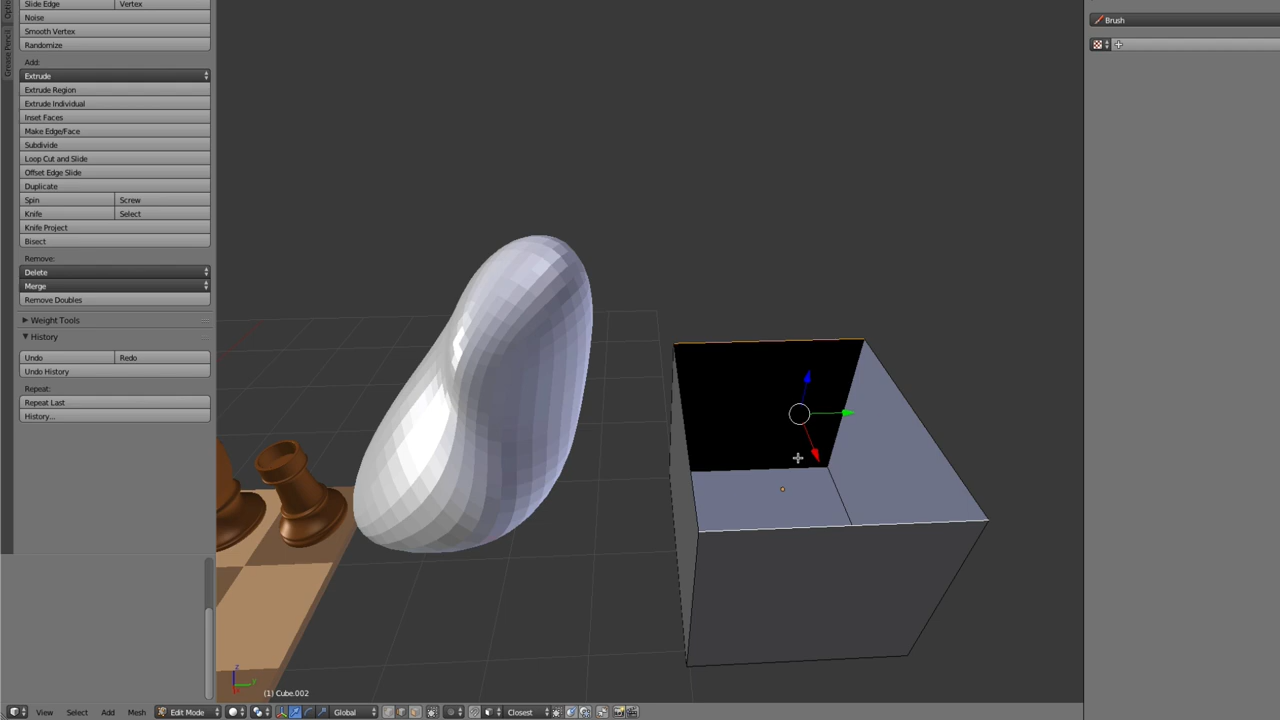 Optio
Grease Pencil
Slide Edge Vertex
Noise
Smooth Vertex
Randomize
Add:
Extrude
Extrude Region
Extrude Individual
Inset Faces
Make Edge/Face
Subdivide
Loop Cut and Slide
Offset Edge Slide
Duplicate
Spin Screw
Knife Select
Knife Project
Bisect
Remove:
Delete
Merge
Remove Doubles
Weight Tools
History
Undo Redo
Undo History
Repeat:
Repeat Last
History...
Brush
z
y
(1) Cube.002
View Select Add Mesh Edit Mode Global Closest